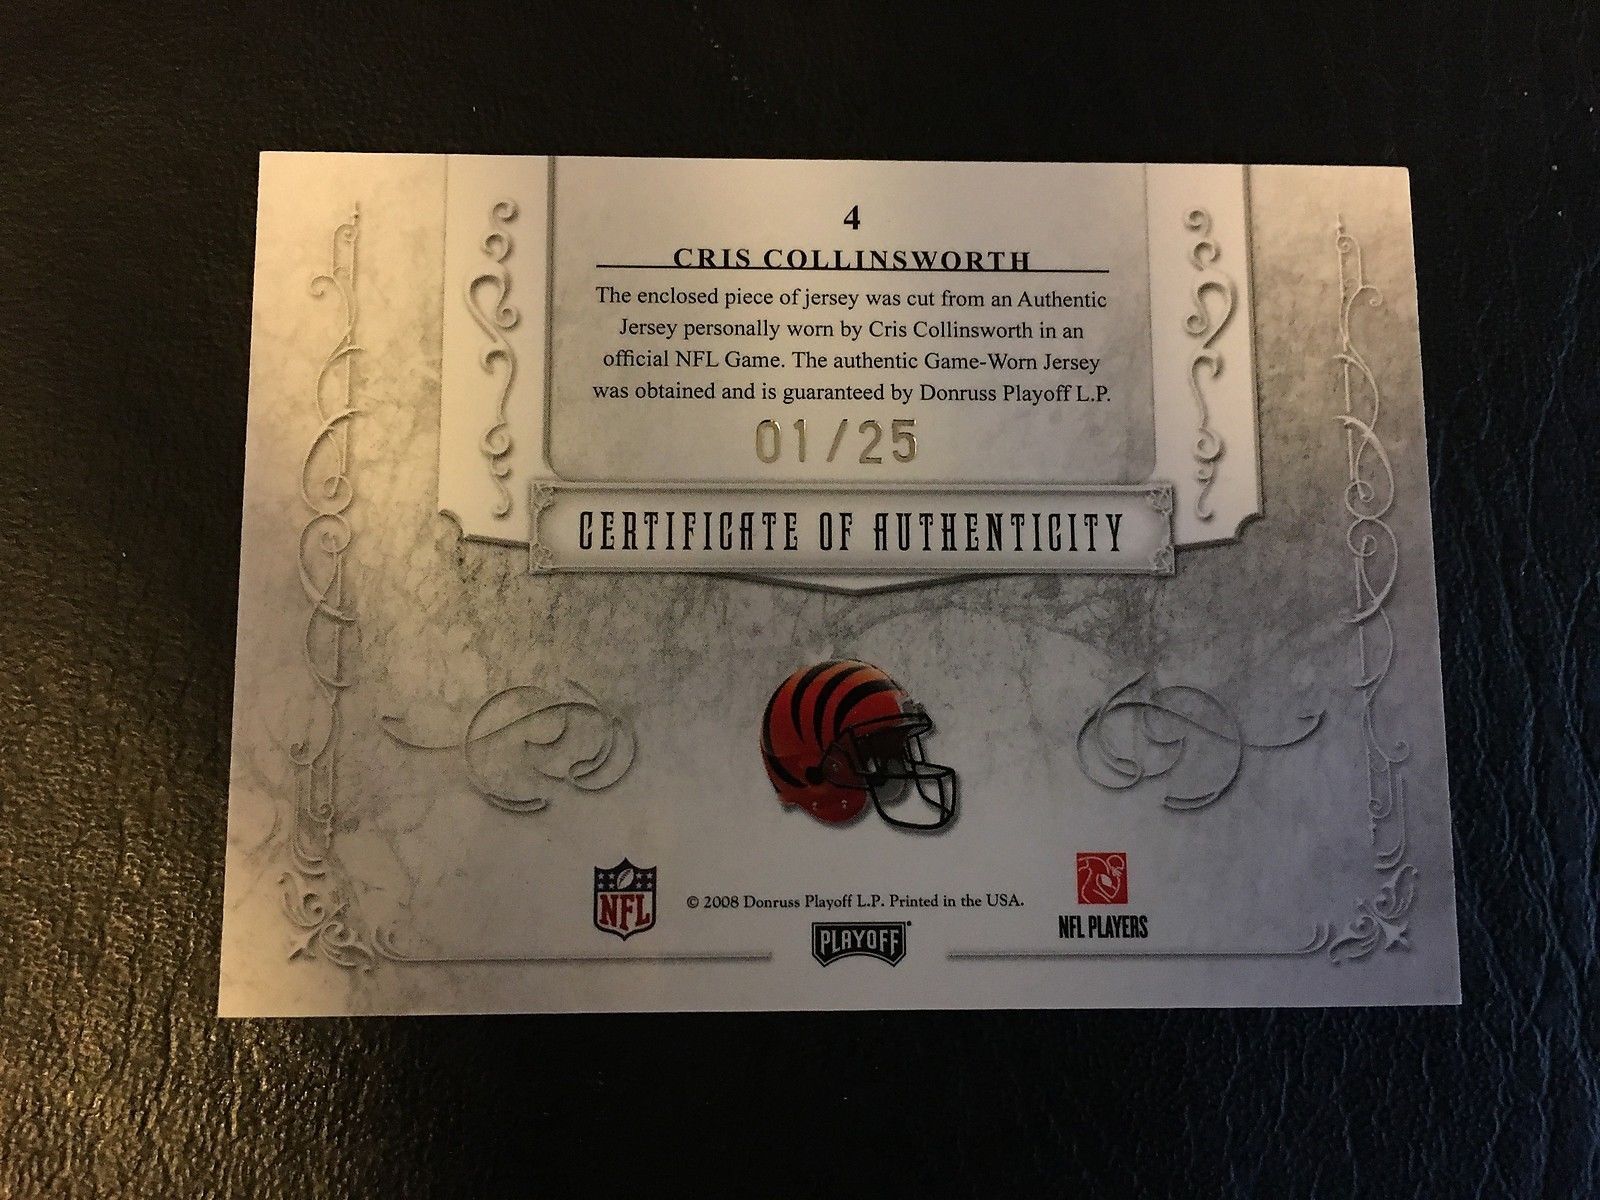 4
CRIS COLLINSWORTH
The enclosed piece of jersey was cut from an Authentic
Jersey personally worn by Cris Collinsworth in an
official NFL Game. The authentic Game-Worn Jersey
was obtained and is guaranteed by Donruss Playoff L.P.
01/25
CERTIFICATE OF AUTHENTICITY
NFL
© 2008 Donruss Playoff L.P. Printed in the USA.
PLAYOFF®
NFL PLAYERS